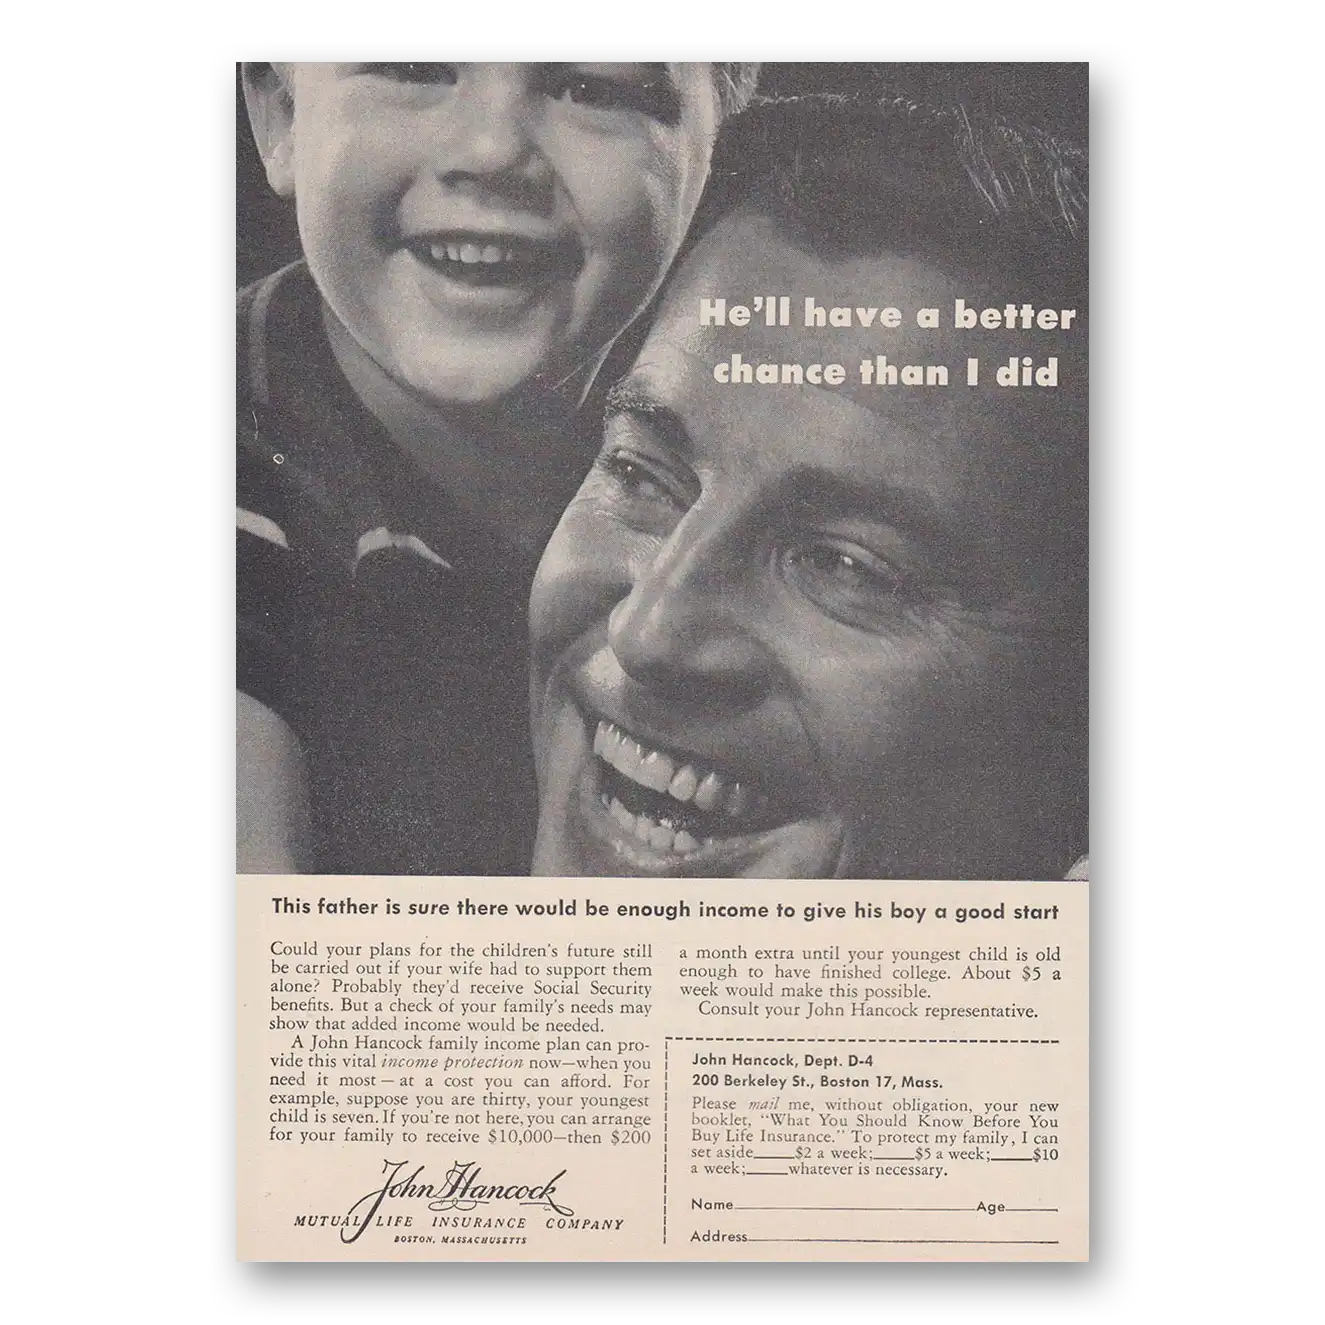 He'll have a better
chance than I did
This father is sure there would be enough income to give his boy a good start
Could your plans for the children's future still
be carried out if your wife had to support them
alone? Probably they'd receive Social Security
benefits. But a check of your family's needs may
show that added income would be needed.
A John Hancock family income plan can pro-
vide this vital income protection now—when you
need it most — at a cost you can afford. For
example, suppose you are thirty, your youngest
child is seven. If you're not here, you can arrange
for your family to receive $10,000—then $200
a month extra until your youngest child is old
enough to have finished college. About $5 a
week would make this possible.
Consult your John Hancock representative.
John Hancock
MUTUAL LIFE INSURANCE COMPANY
BOSTON, MASSACHUSETTS
John Hancock, Dept. D-4
200 Berkeley St., Boston 17, Mass.
Please mail me, without obligation, your new
booklet, "What You Should Know Before You
Buy Life Insurance." To protect my family, I can
set aside____$2 a week;____$5 a week;____$10
a week;____whatever is necessary.
Name____Age____
Address____